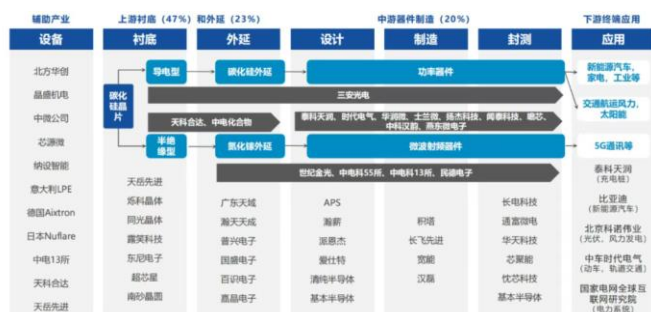 辅助产业
上游衬底（47%）和外延（23%）
中游器件制造（20%）
下游终端应用
设备
衬底
外延
设计
制造
封测
应用
北方华创
晶盛机电
中微公司
芯源微
纳设智能
意大利LPE
德国Aixtron
日本Nuflare
中电13所
天科合达
天岳先进
碳化硅晶片
导电型
碳化硅外延
功率器件
新能源汽车、家电、工业等
三安光电
交通航运风力、太阳能
天科合达、中电化合物
泰科天润、时代电气、华润微、士兰微、扬杰科技、闻泰科技、瞻芯、
中科汉韵、燕东微电子
半绝缘型
氮化镓外延
微波射频器件
5G通讯等
世纪金光、中电科55所、中电科13所、民德电子
天岳先进
烁科晶体
同光晶体
露笑科技
东尼电子
超芯星
南砂晶圆
广东天域
瀚天天成
普兴电子
国盛电子
百识电子
嘉晶电子
APS
瀚薪
派恩杰
爱仕特
清纯半导体
基本半导体
积塔
长飞先进
宽能
汉磊
长电科技
通富微电
华天科技
芯聚能
忱芯科技
基本半导体
泰科天润
（充电桩）
比亚迪
（新能源汽车）
北京科诺伟业
（光伏、风力发电）
中车时代电气
（动车、轨道交通）
国家电网全球互
联网研究院
（电力系统）